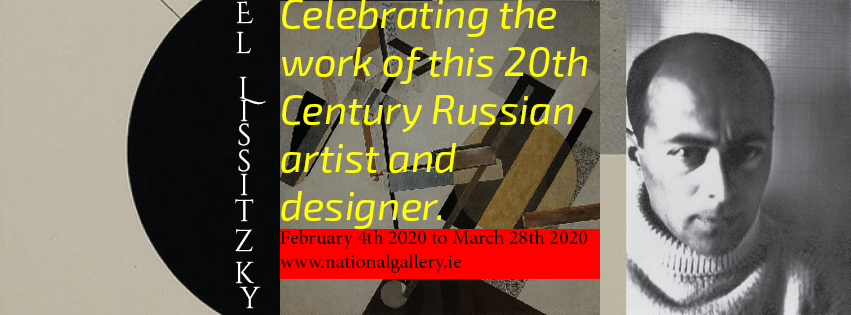 EL LISSITZKY
Celebrating the
work of this 20th
Century Russian
artist and
designer.
February 4th 2020 to March 28th 2020
www.nationalgallery.ie